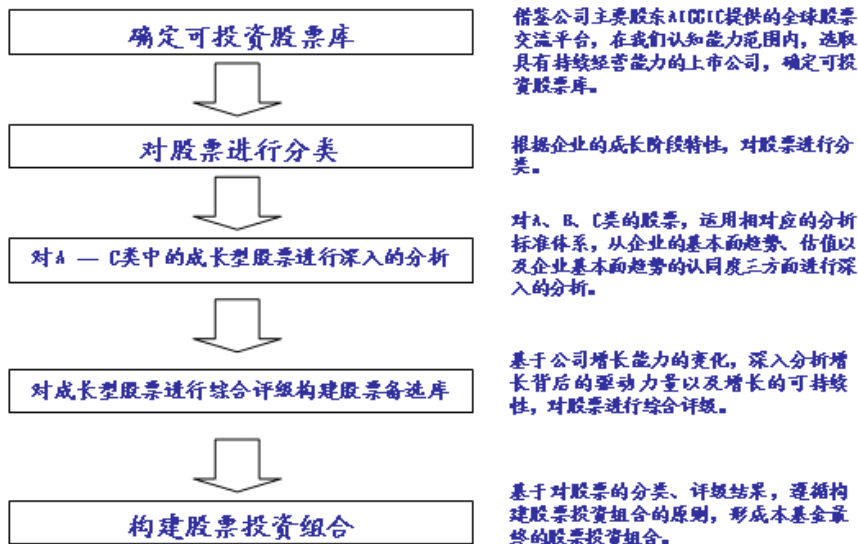 确定可投资股票库
借鉴公司主要股东AIGGIC提供的全球股票
交流平台，在我们认知能力范围内，选取
具有持续经营能力的上市公司，确定可投
资股票库。
对股票进行分类
根据企业的成长阶段特性，对股票进行分
类。
对A — C类中的成长型股票进行深入的分析
对A、B、C类的股票，适用相对应的分析
标准体系，从企业的基本面趋势、估值以
及企业基本面趋势的认同度三方面进行深
入的分析。
对成长型股票进行综合评级构建股票备选库
基于公司增长能力的变化，深入分析增
长背后的驱动力量以及增长的可持续
性，对股票进行综合评级。
构建股票投资组合
基于对股票的分类、评级结果，遵循构
建股票投资组合的原则，形成本基金最
终的股票投资组合。